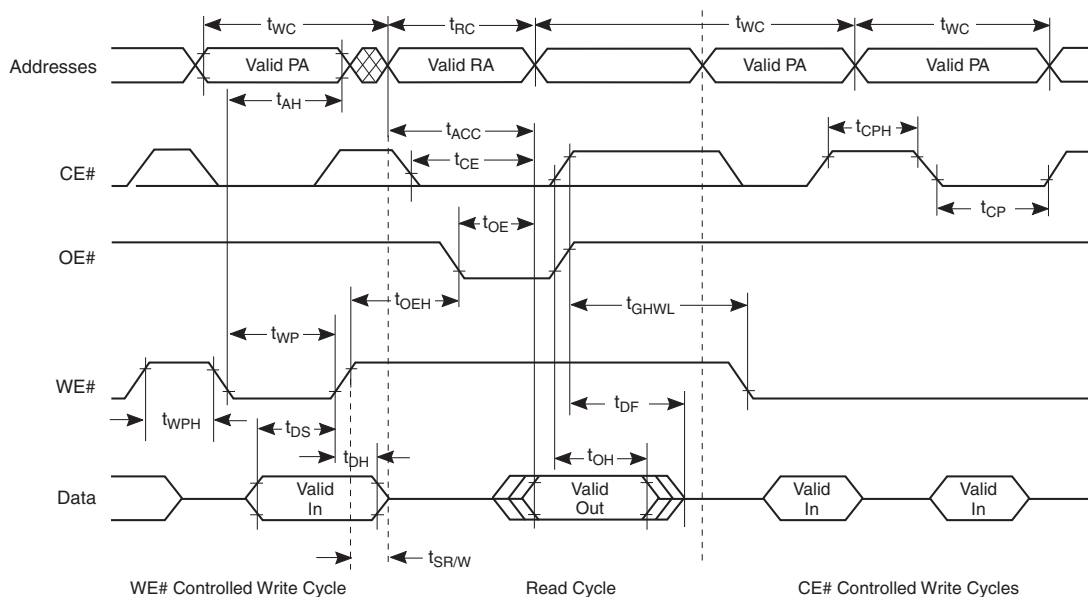 tWC tRC tWC tWC
Addresses Valid PA Valid RA Valid PA Valid PA
tAH
tACC tCPH
CE# tCE
tOE tCP
OE#
tOEH tGHWL
tWP
WE#
tWPH tDS tDF
tDH tOH
Data Valid In Valid Out Valid In Valid In
tSR/W
WE# Controlled Write Cycle Read Cycle CE# Controlled Write Cycles